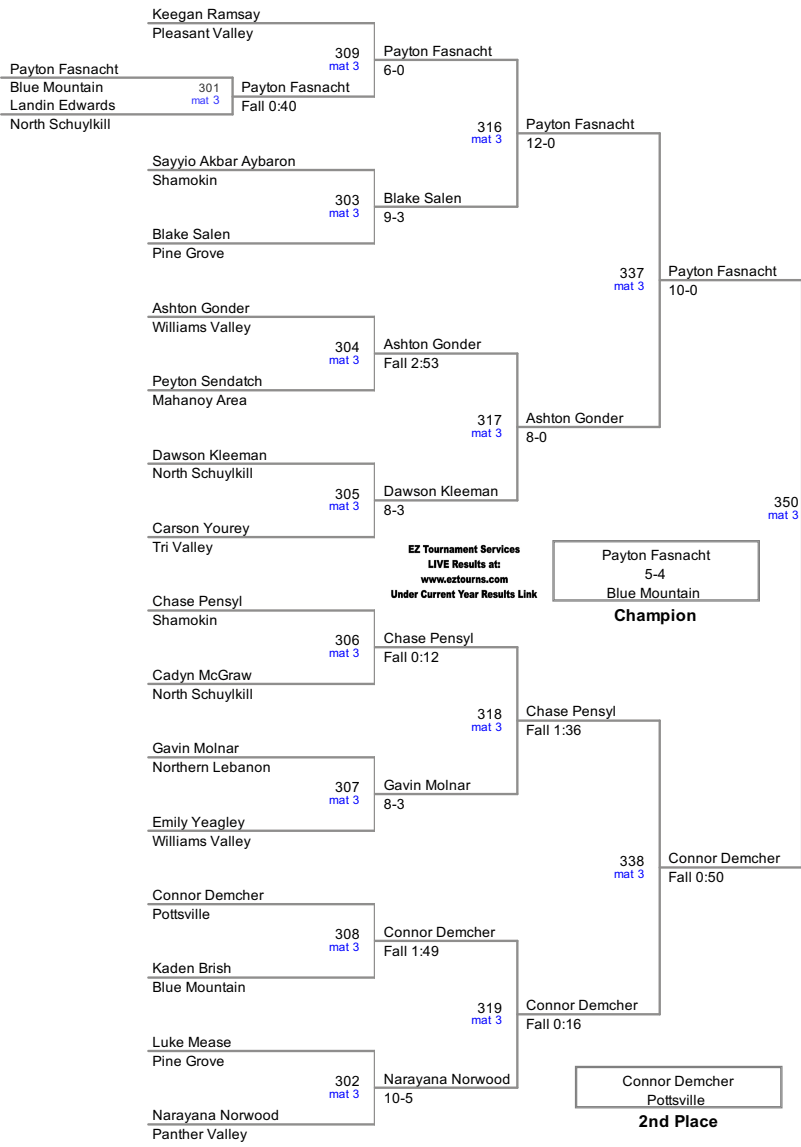 Keegan Ramsay
Pleasant Valley
309
mat 3
Payton Fasnacht
6-0
Payton Fasnacht
Blue Mountain
301
mat 3
Landin Edwards
North Schuylkill
Payton Fasnacht
Fall 0:40
316
mat 3
Payton Fasnacht
12-0
Sayyio Akbar Aybaron
Shamokin
303
mat 3
Blake Salen
9-3
Blake Salen
Pine Grove
337
mat 3
Payton Fasnacht
10-0
Ashton Gonder
Williams Valley
304
mat 3
Ashton Gonder
Fall 2:53
Peyton Sendatch
Mahanoy Area
317
mat 3
Ashton Gonder
8-0
Dawson Kleeman
North Schuylkill
305
mat 3
Dawson Kleeman
8-3
Carson Yourey
Tri Valley
350
mat 3
EZ Tournament Services
LIVE Results at:
www.eztourns.com
Under Current Year Results Link
Payton Fasnacht
5-4
Blue Mountain
Champion
Chase Pensyl
Shamokin
306
mat 3
Chase Pensyl
Fall 0:12
Cadyn McGraw
North Schuylkill
318
mat 3
Chase Pensyl
Fall 1:36
Gavin Molnar
Northern Lebanon
307
mat 3
Gavin Molnar
8-3
Emily Yeagley
Williams Valley
338
mat 3
Connor Demcher
Fall 0:50
Connor Demcher
Pottsville
308
mat 3
Connor Demcher
Fall 1:49
Kaden Brish
Blue Mountain
319
mat 3
Connor Demcher
Fall 0:16
Luke Mease
Pine Grove
302
mat 3
Narayana Norwood
10-5
Narayana Norwood
Panther Valley
Connor Demcher
Pottsville
2nd Place